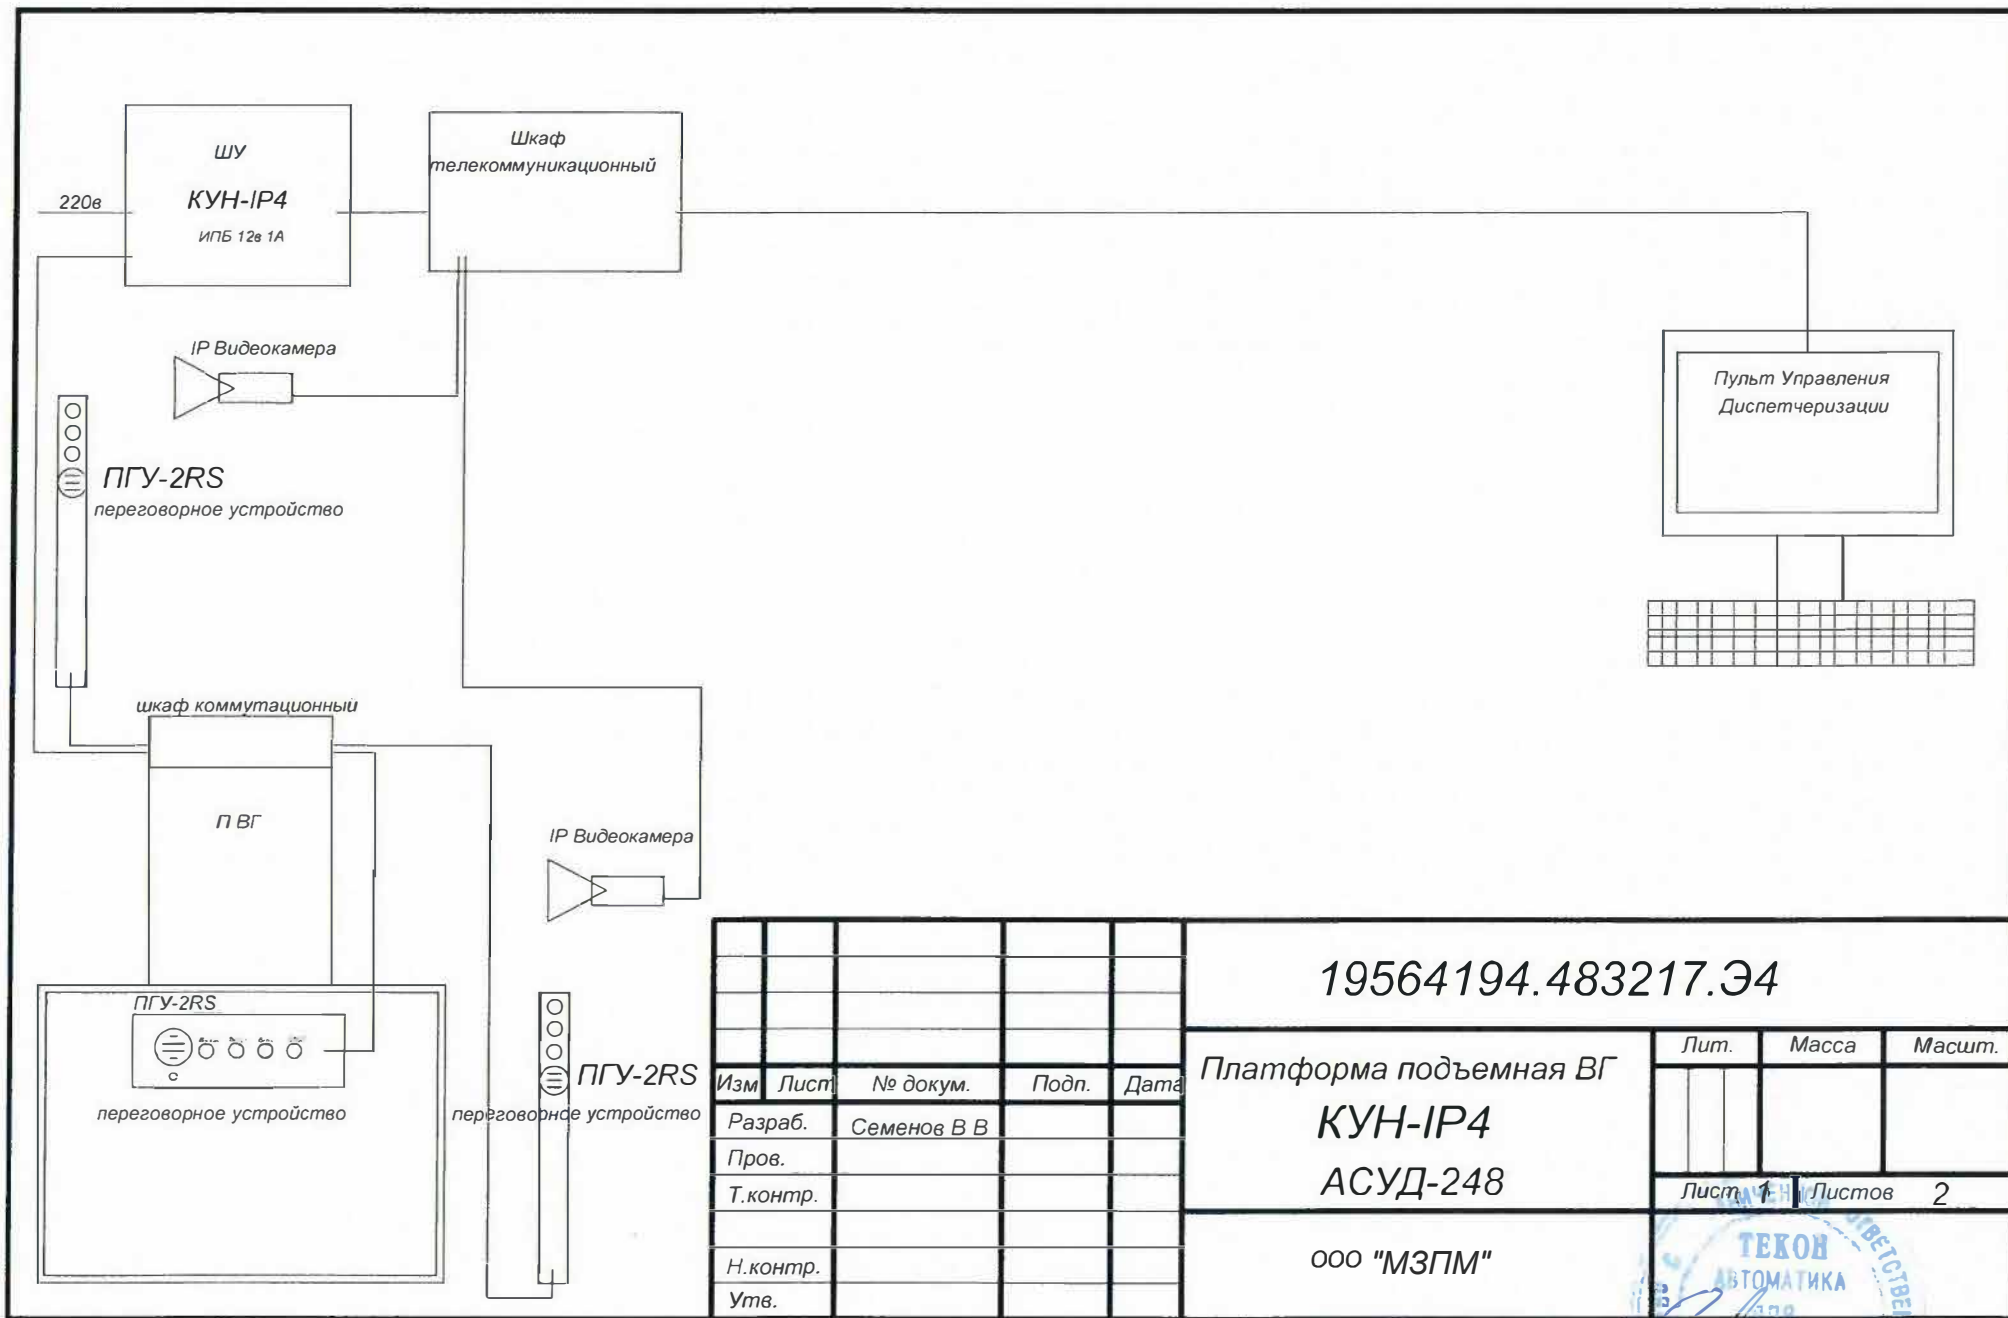 ШУ
КУН-IP4
ИПБ 12в 1А
220в
Шкаф
телекоммуникационный
IP Видеокамера
ПГУ-2RS
переговорное устройство
Пульт Управления
Диспетчеризации
шкаф коммутационный
П ВГ
IP Видеокамера
ПГУ-2RS
С
переговорное устройство
ПГУ-2RS
переговорное устройство
19564194.483217.Э4
Изм Лист № докум. Подп. Дата
Разраб. Семенов В В
Пров.
Т.контр.
Н.контр.
Утв.
Платформа подъемная ВГ
КУН-IP4
АСУД-248
Лит. Масса Масшт.
Лист 1 Листов 2
ООО "МЗПМ"
ТЕКОН
АВТОМАТИКА